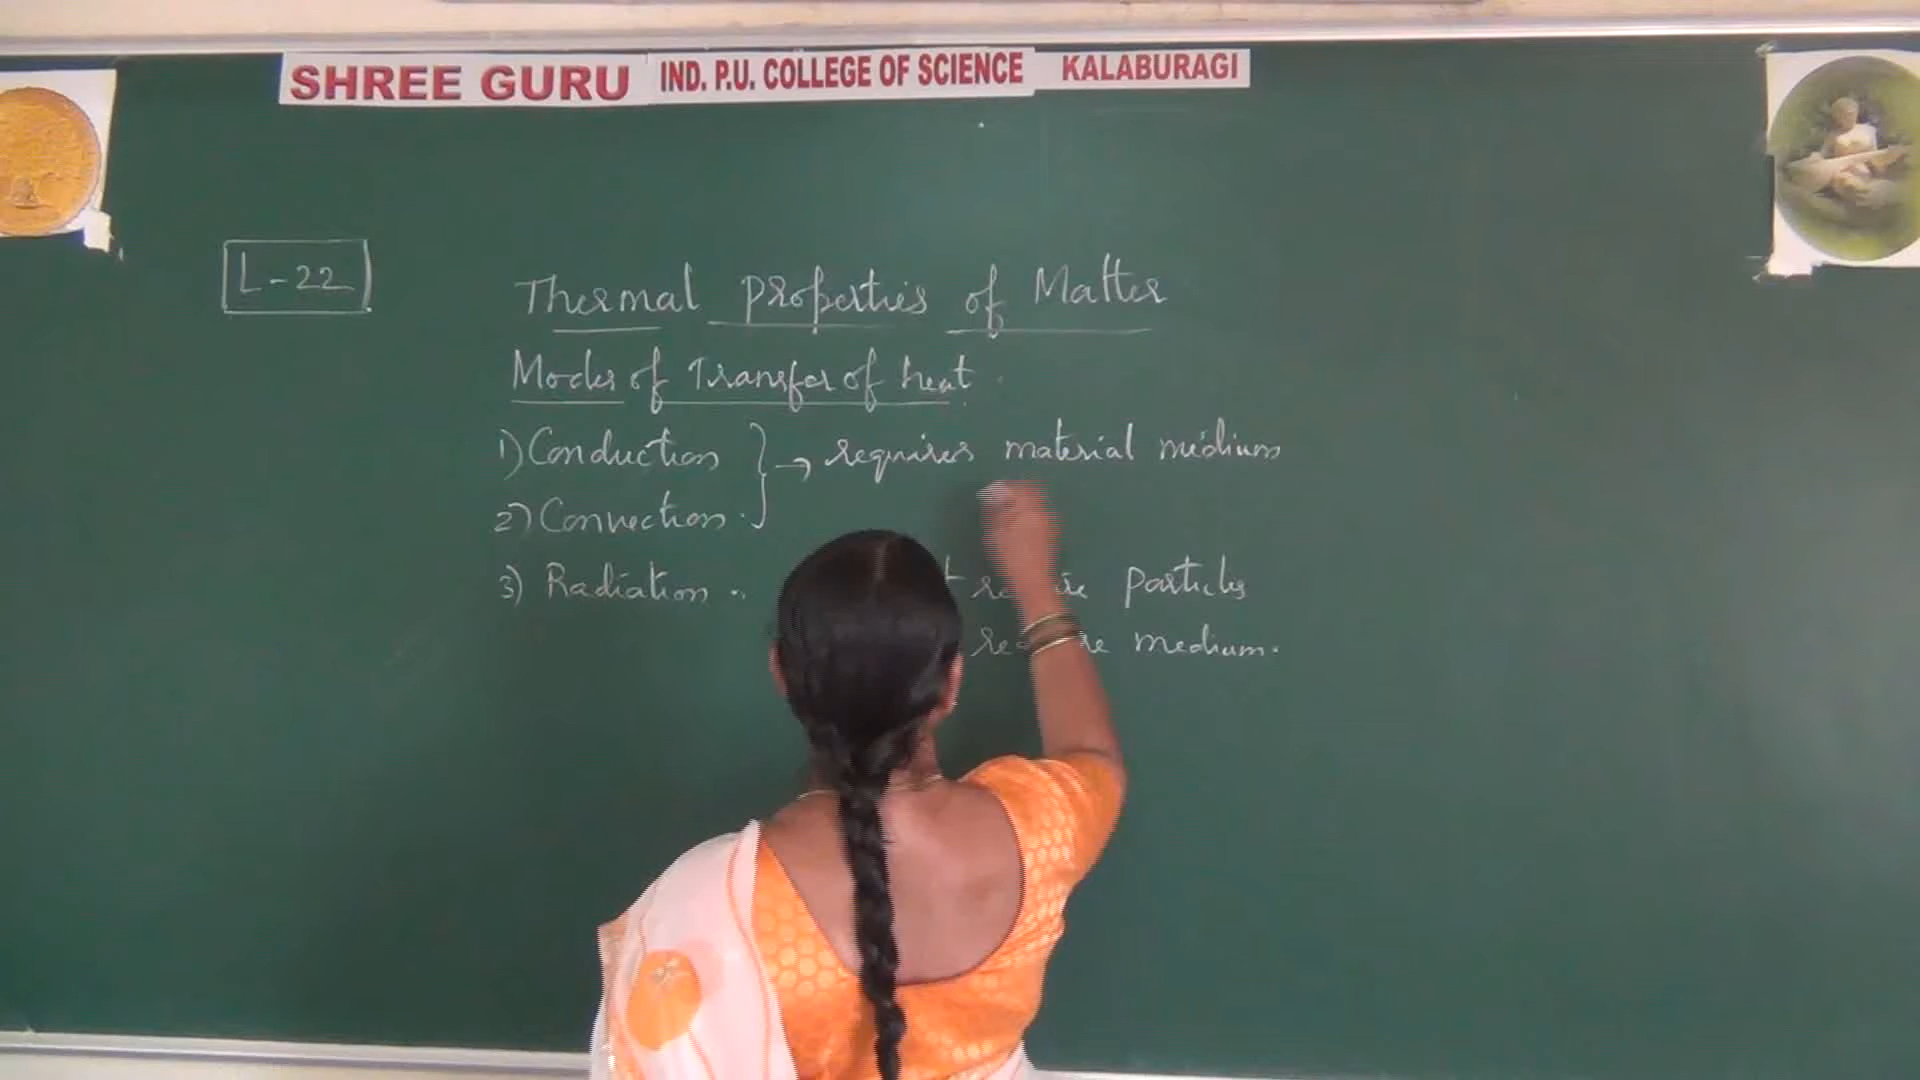 SHREE GURU IND. P.U. COLLEGE OF SCIENCE KALABURAGI
L-22
Thermal properties of Matter
Modes of Transfer of heat.
1) Conduction } → requires material medium
2) Convection.
3) Radiation.. particles
medium.